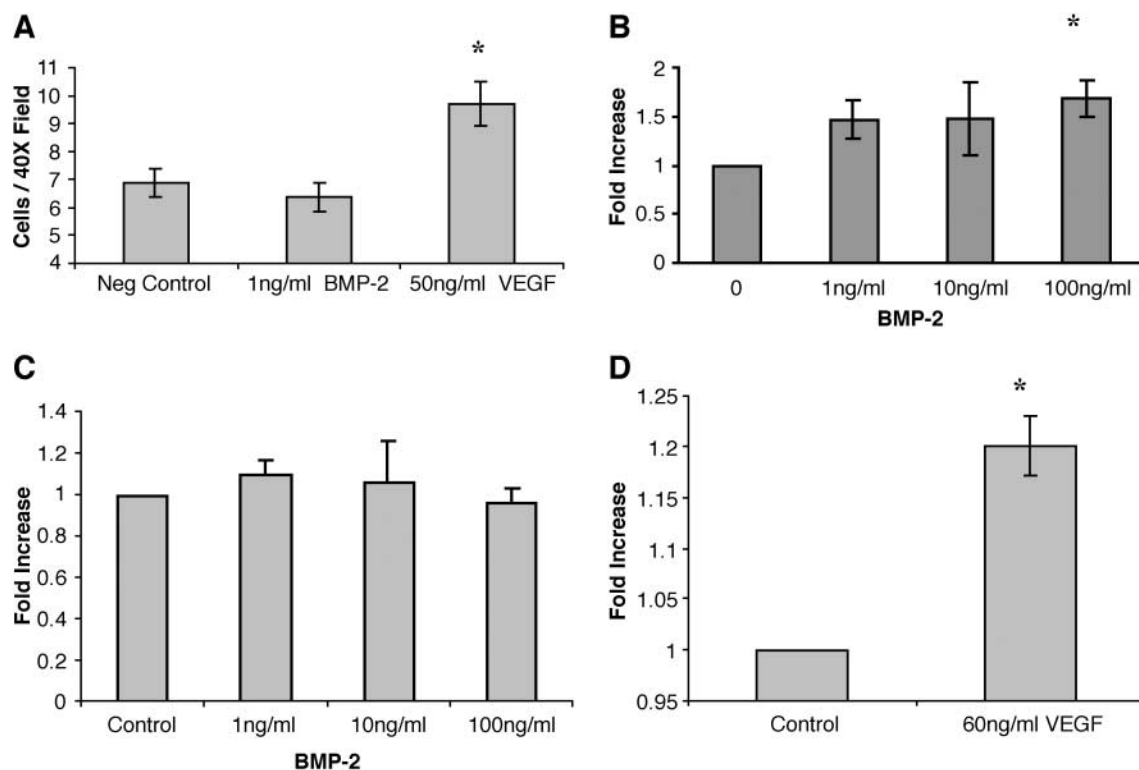 A
*
Cells / 40X Field
11
10
9
8
7
6
5
4
Neg Control 1ng/ml BMP-2 50ng/ml VEGF
B
*
Fold Increase
2
1.5
1
0.5
0
0 1ng/ml 10ng/ml 100ng/ml
BMP-2
C
Fold Increase
1.4
1.2
1
0.8
0.6
0.4
0.2
0
Control 1ng/ml 10ng/ml 100ng/ml
BMP-2
D
*
Fold Increase
1.25
1.2
1.15
1.1
1.05
1
0.95
Control 60ng/ml VEGF